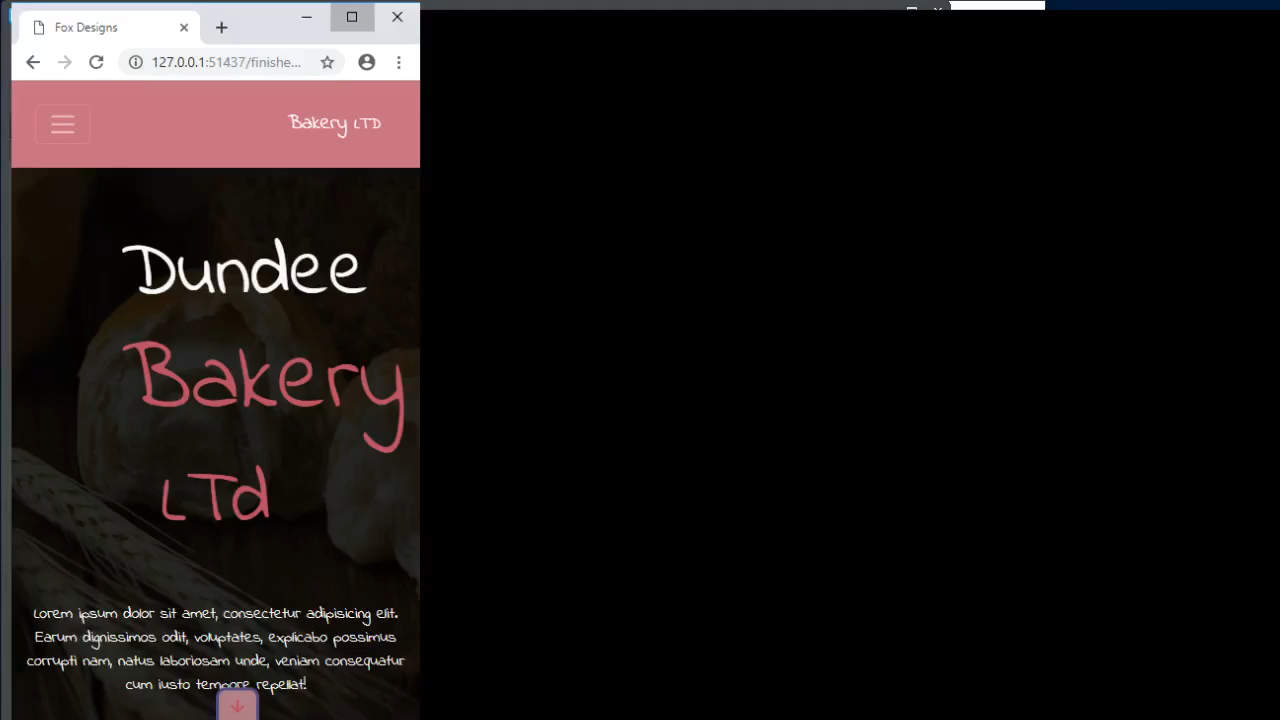 Fox Designs
127.0.0.1:51437/finishe...
Bakery LTD
Dundee
Bakery
LTd
Lorem ipsum dolor sit amet, consectetur adipisicing elit.
Earum dignissimos odit, voluptates, explicabo possimus
corrupti nam, natus laboriosam unde, veniam consequatur
cum iusto tempore repellat!